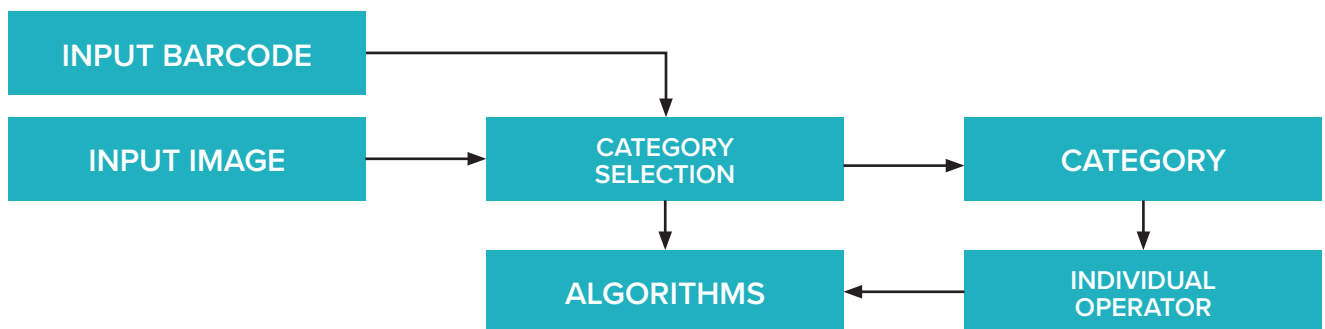 INPUT BARCODE
INPUT IMAGE
CATEGORY
SELECTION
CATEGORY
ALGORITHMS
INDIVIDUAL
OPERATOR